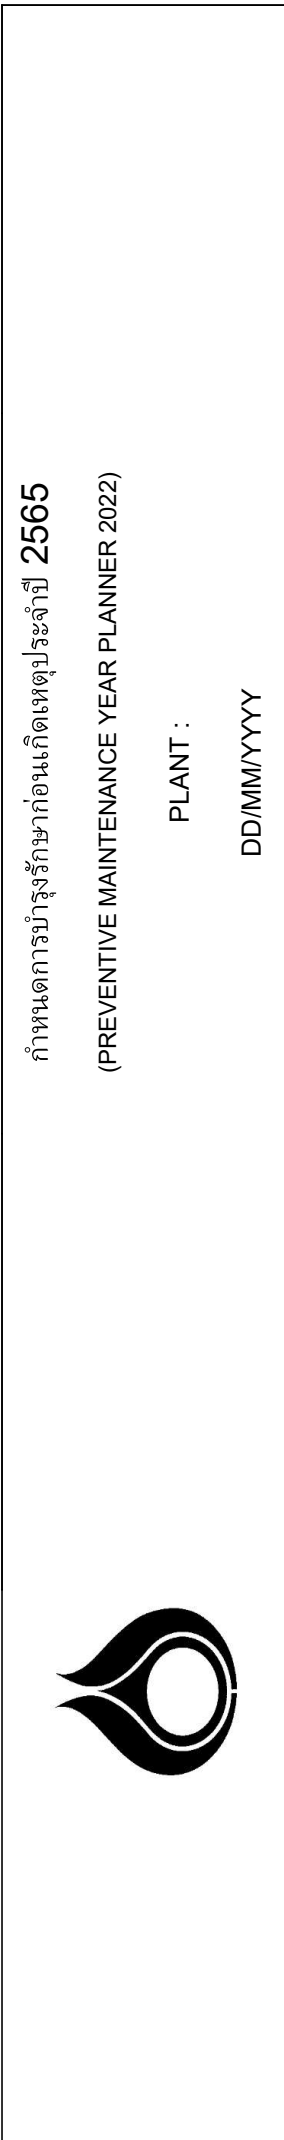 กำหนดการบำรุงรักษาก่อนเกิดเหตุประจำปี 2565
(PREVENTIVE MAINTENANCE YEAR PLANNER 2022)
PLANT :
DD/MM/YYYY